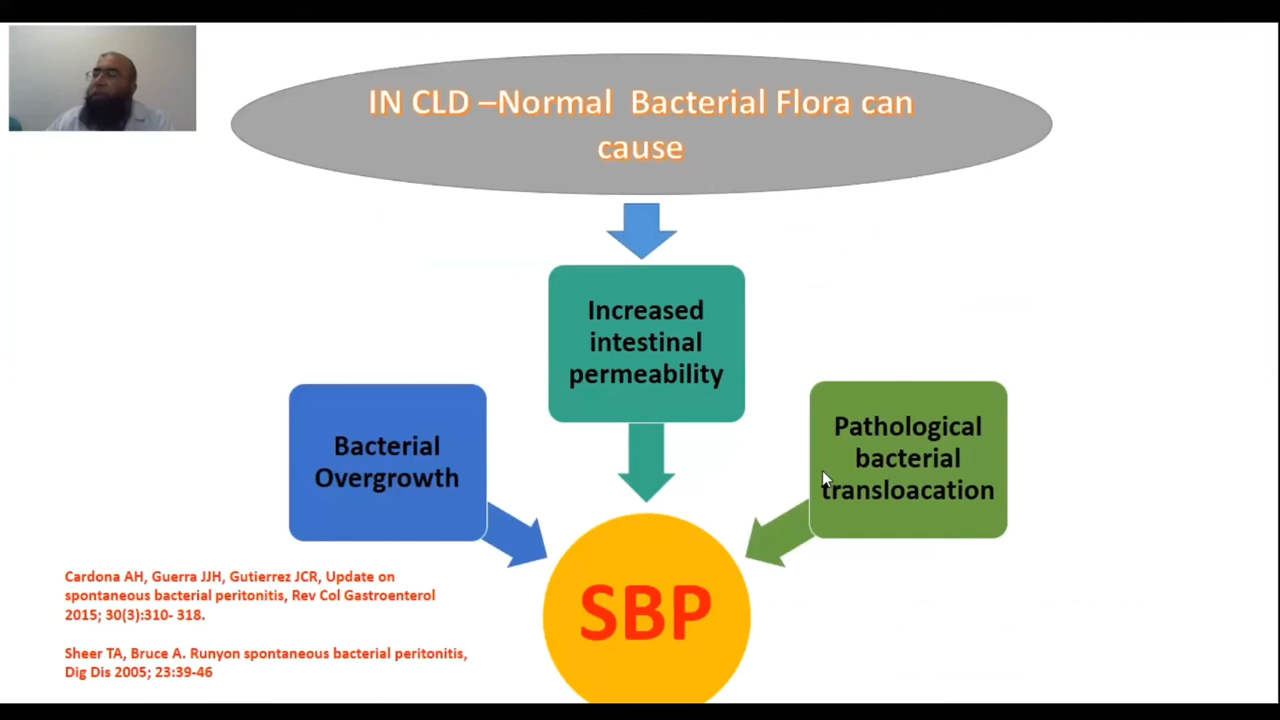 IN CLD –Normal Bacterial Flora can
cause
Increased
intestinal
permeability
Bacterial
Overgrowth
Pathological
bacterial
transloacation
SBP
Cardona AH, Guerra JJH, Gutierrez JCR, Update on
spontaneous bacterial peritonitis, Rev Col Gastroenterol
2015; 30(3):310- 318.
Sheer TA, Bruce A. Runyon spontaneous bacterial peritonitis,
Dig Dis 2005; 23:39-46